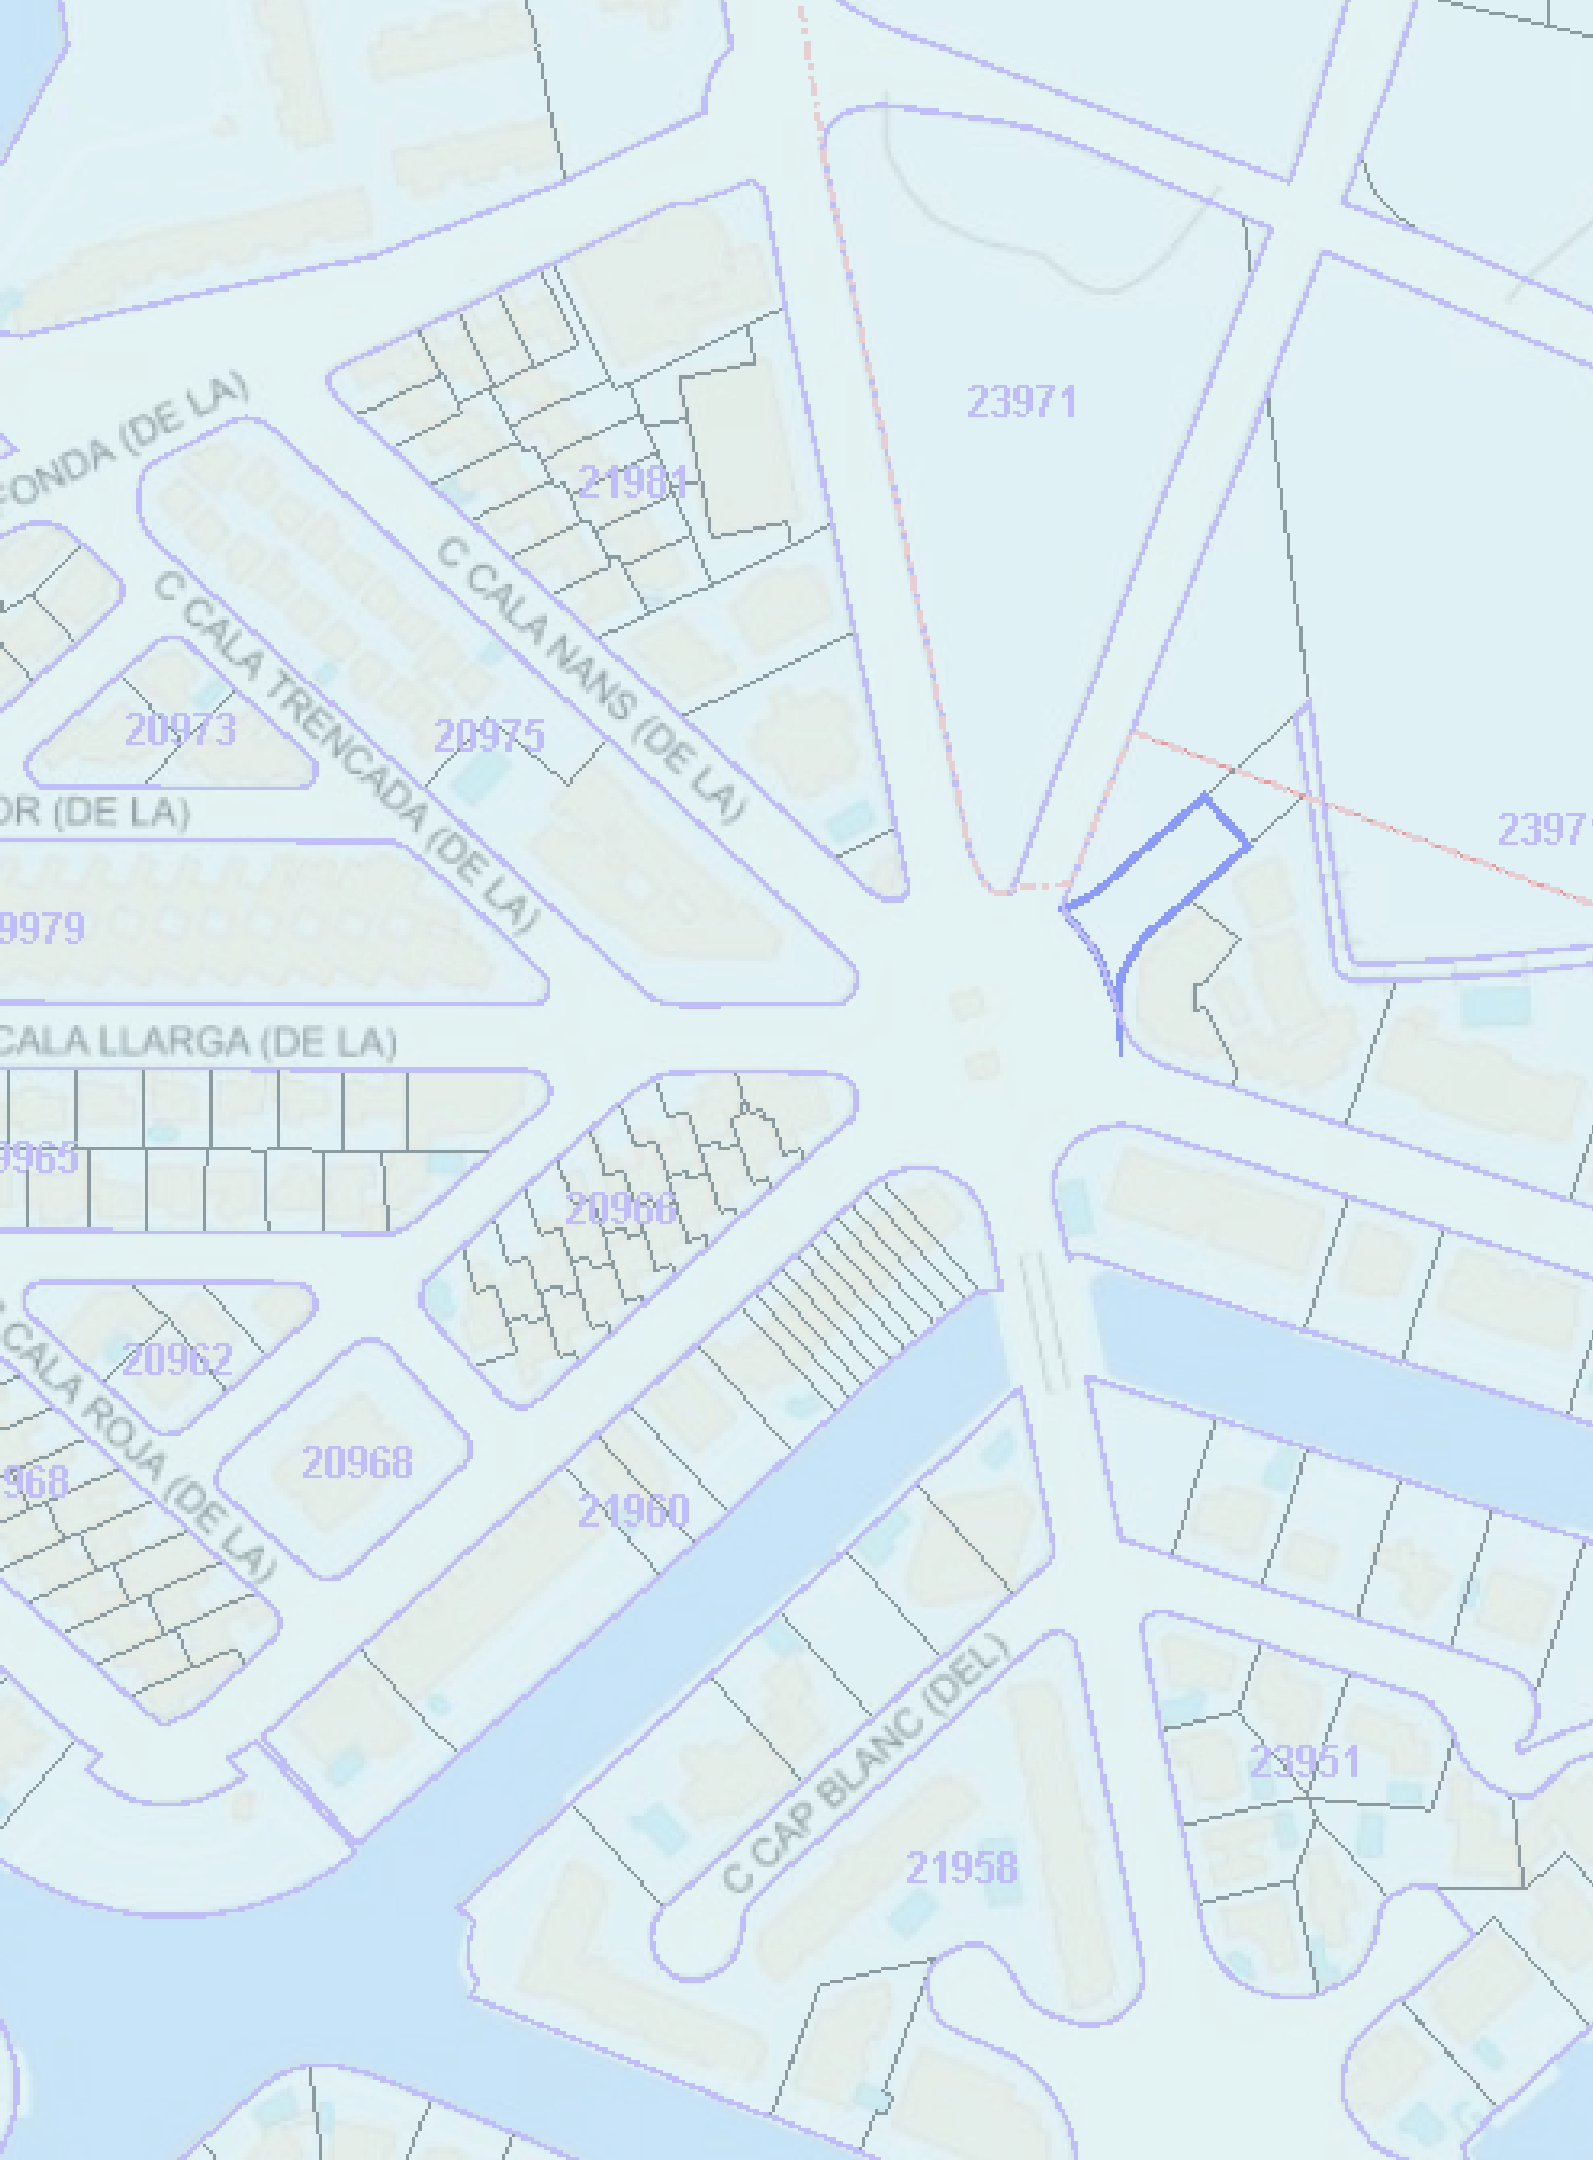 23971
FONDA (DE LA)
21981
C CALA NANS (DE LA)
C CALA TRENCADA (DE LA)
20973
20975
OR (DE LA)
2397
9979
CALA LLARGA (DE LA)
9965
20966
20962
CALA ROJA (DE LA)
20968
968
21960
C CAP BLANC (DEL)
23951
21958